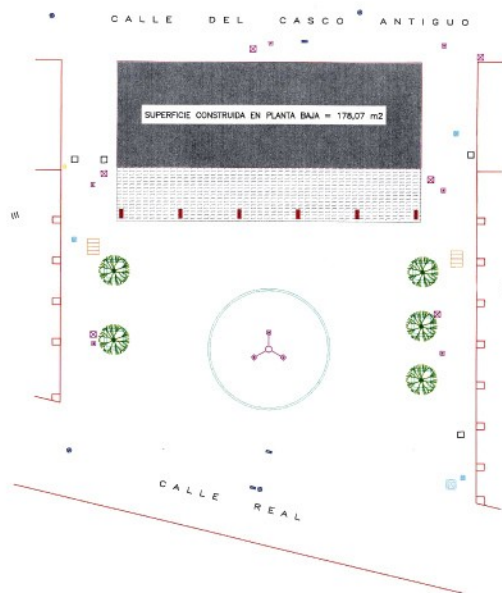 CALLE DEL CASCO ANTIGUO
SUPERFICIE CONSTRUIDA EN PLANTA BAJA = 178,07 m2
CALLE REAL